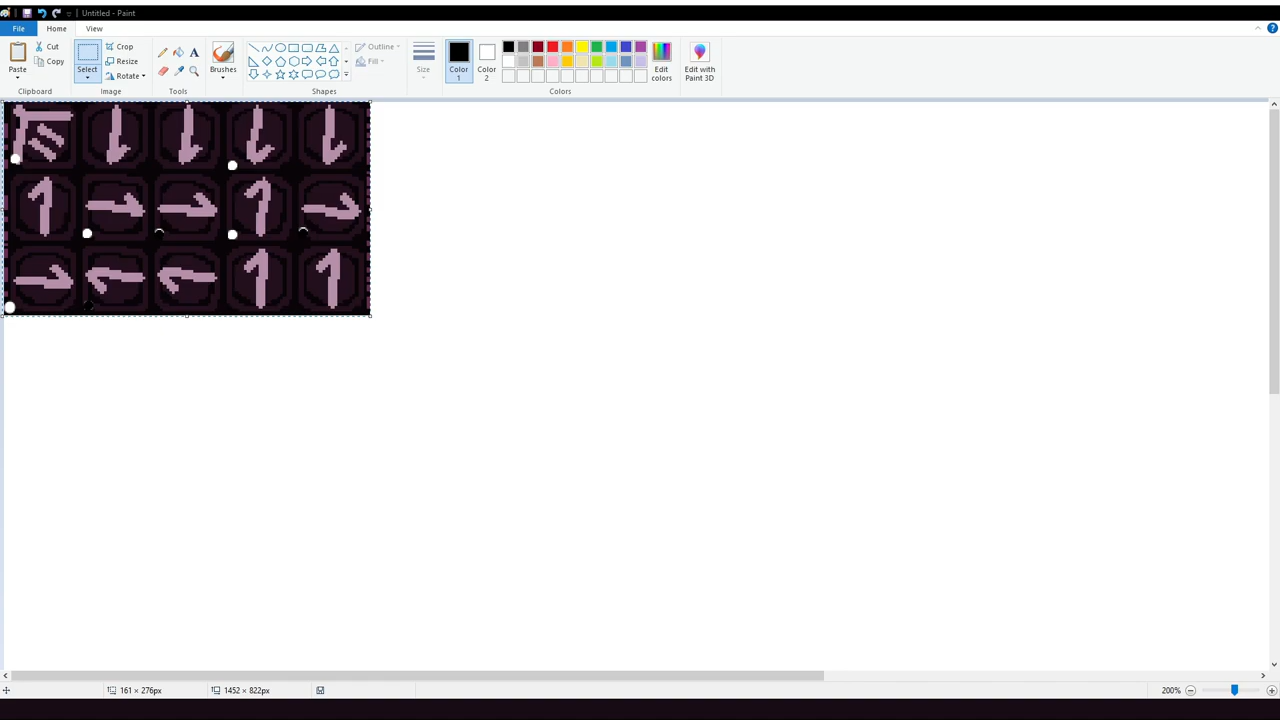 Untitled - Paint
File Home View
Paste Cut Copy Clipboard
Select Crop Resize Rotate Image
Tools
Brushes
Outline Fill Shapes
Size
Color 1 Color 2 Edit colors Colors
Edit with Paint 3D
161 × 276px 1452 × 822px 200%